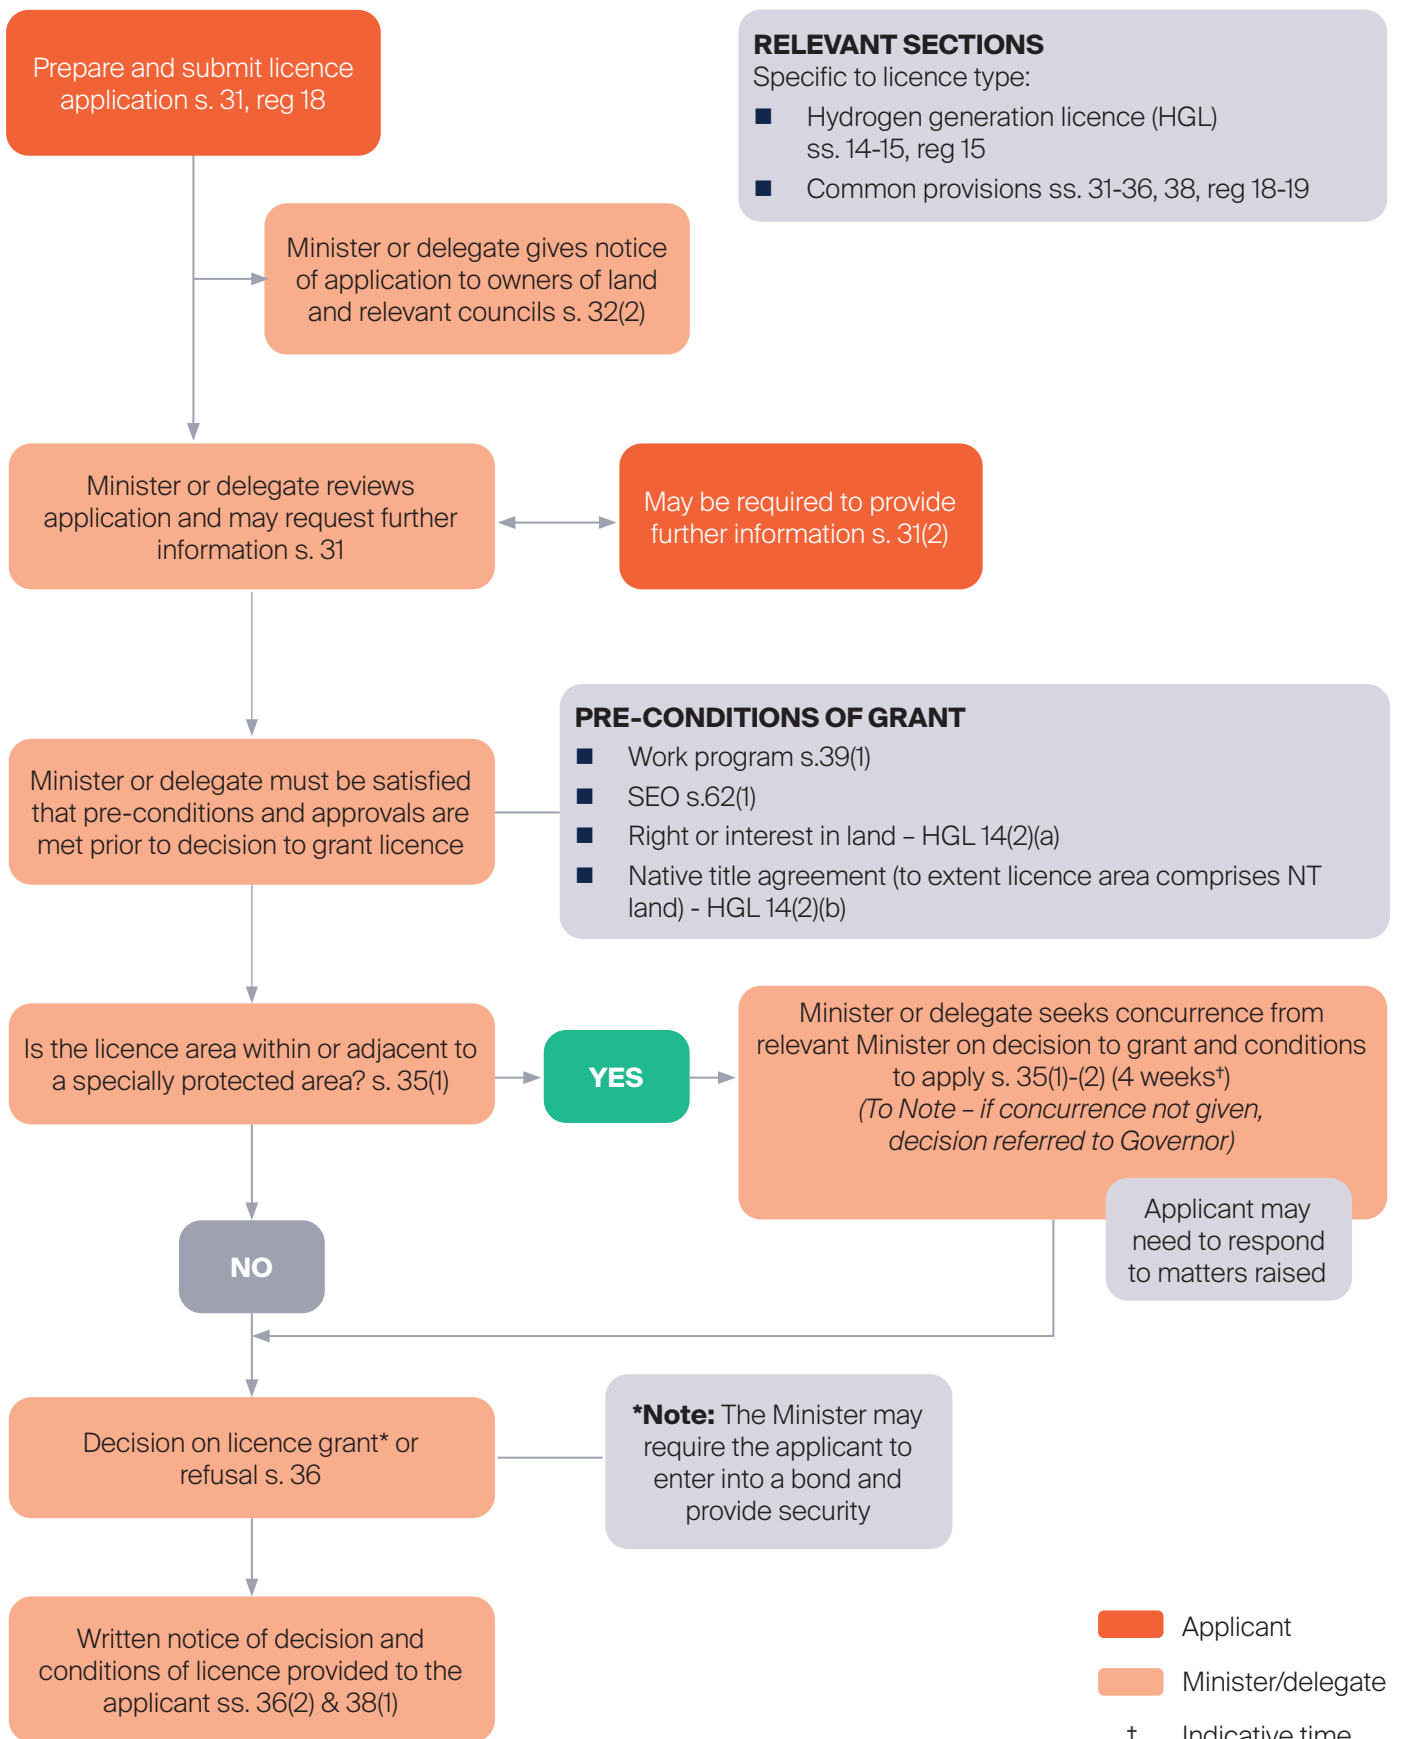 Prepare and submit licence
application s. 31, reg 18
RELEVANT SECTIONS
Specific to licence type:
Hydrogen generation licence (HGL)
ss. 14-15, reg 15
Common provisions ss. 31-36, 38, reg 18-19
Minister or delegate gives notice
of application to owners of land
and relevant councils s. 32(2)
Minister or delegate reviews
application and may request further
information s. 31
May be required to provide
further information s. 31(2)
PRE-CONDITIONS OF GRANT
Work program s.39(1)
SEO s.62(1)
Right or interest in land – HGL 14(2)(a)
Native title agreement (to extent licence area comprises NT
land) - HGL 14(2)(b)
Minister or delegate must be satisfied
that pre-conditions and approvals are
met prior to decision to grant licence
Is the licence area within or adjacent to
a specially protected area? s. 35(1)
YES
Minister or delegate seeks concurrence from
relevant Minister on decision to grant and conditions
to apply s. 35(1)-(2) (4 weeks†)
(To Note – if concurrence not given,
decision referred to Governor)
Applicant may
need to respond
to matters raised
NO
Decision on licence grant* or
refusal s. 36
*Note: The Minister may
require the applicant to
enter into a bond and
provide security
Written notice of decision and
conditions of licence provided to the
applicant ss. 36(2) & 38(1)
Applicant
Minister/delegate
† Indicative time